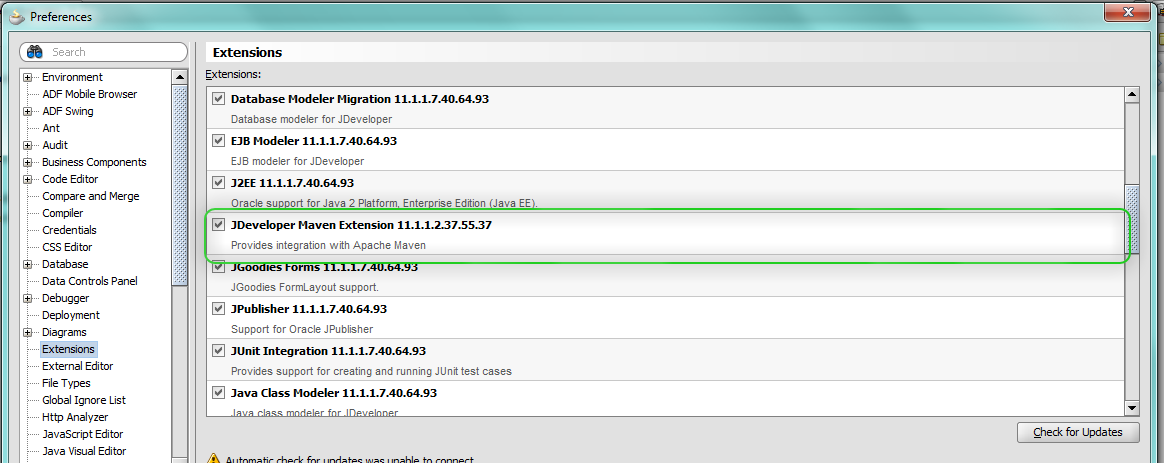 Preferences
Search
Environment
ADF Mobile Browser
ADF Swing
Ant
Audit
Business Components
Code Editor
Compare and Merge
Compiler
Credentials
CSS Editor
Database
Data Controls Panel
Debugger
Deployment
Diagrams
Extensions
External Editor
File Types
Global Ignore List
Http Analyzer
JavaScript Editor
Java Visual Editor
Extensions
Extensions:
Database Modeler Migration 11.1.1.7.40.64.93
Database modeler for JDeveloper
EJB Modeler 11.1.1.7.40.64.93
EJB modeler for JDeveloper
J2EE 11.1.1.7.40.64.93
Oracle support for Java 2 Platform, Enterprise Edition (Java EE).
JDeveloper Maven Extension 11.1.1.2.37.55.37
Provides integration with Apache Maven
JGoodies Forms 11.1.1.7.40.64.93
JGoodies FormLayout support.
JPublisher 11.1.1.7.40.64.93
Support for Oracle JPublisher
JUnit Integration 11.1.1.7.40.64.93
Provides support for creating and running JUnit test cases
Java Class Modeler 11.1.1.7.40.64.93
Java class modeler for JDeveloper
Check for Updates
Automatic check for updates was unable to connect